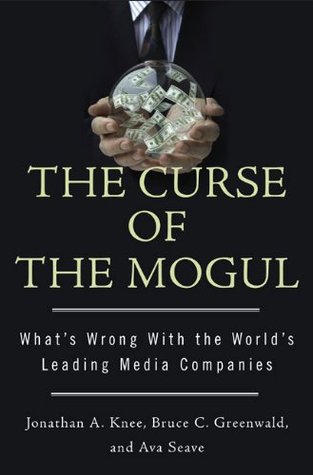 THE CURSE
OF
THE MOGUL
What's Wrong With the World's
Leading Media Companies
Jonathan A. Knee, Bruce C. Greenwald,
and Ava Seave